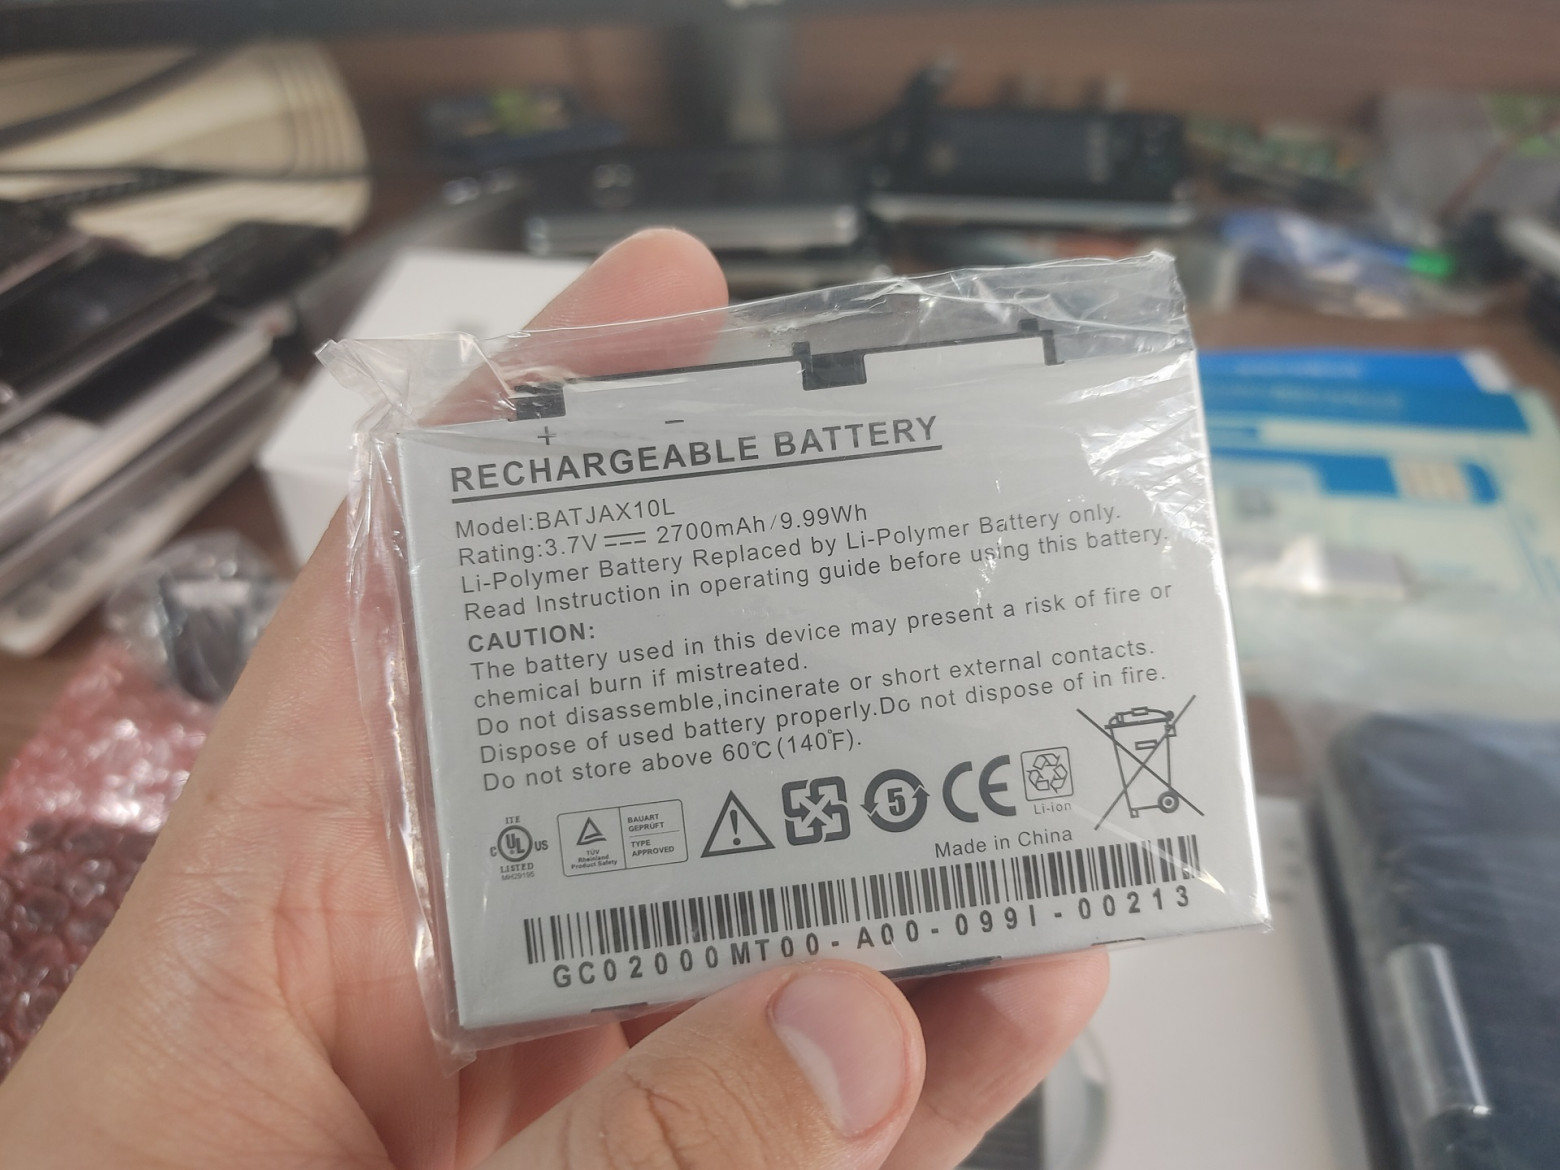 + −
RECHARGEABLE BATTERY
Model:BATJAX10L
Rating:3.7V 2700mAh/9.99Wh
Li-Polymer Battery Replaced by Li-Polymer Battery only.
Read Instruction in operating guide before using this battery.
CAUTION:
The battery used in this device may present a risk of fire or
chemical burn if mistreated.
Do not disassemble,incinerate or short external contacts.
Dispose of used battery properly.Do not dispose of in fire.
Do not store above 60℃(140℉).
ITE
c UL US
LISTED
MH29195
TÜV
Rheinland
Product Safety
BAUART
GEPRÜFT
TYPE
APPROVED
5
CE
Li-ion
Made in China
GC02000MT00-A00-099I-00213